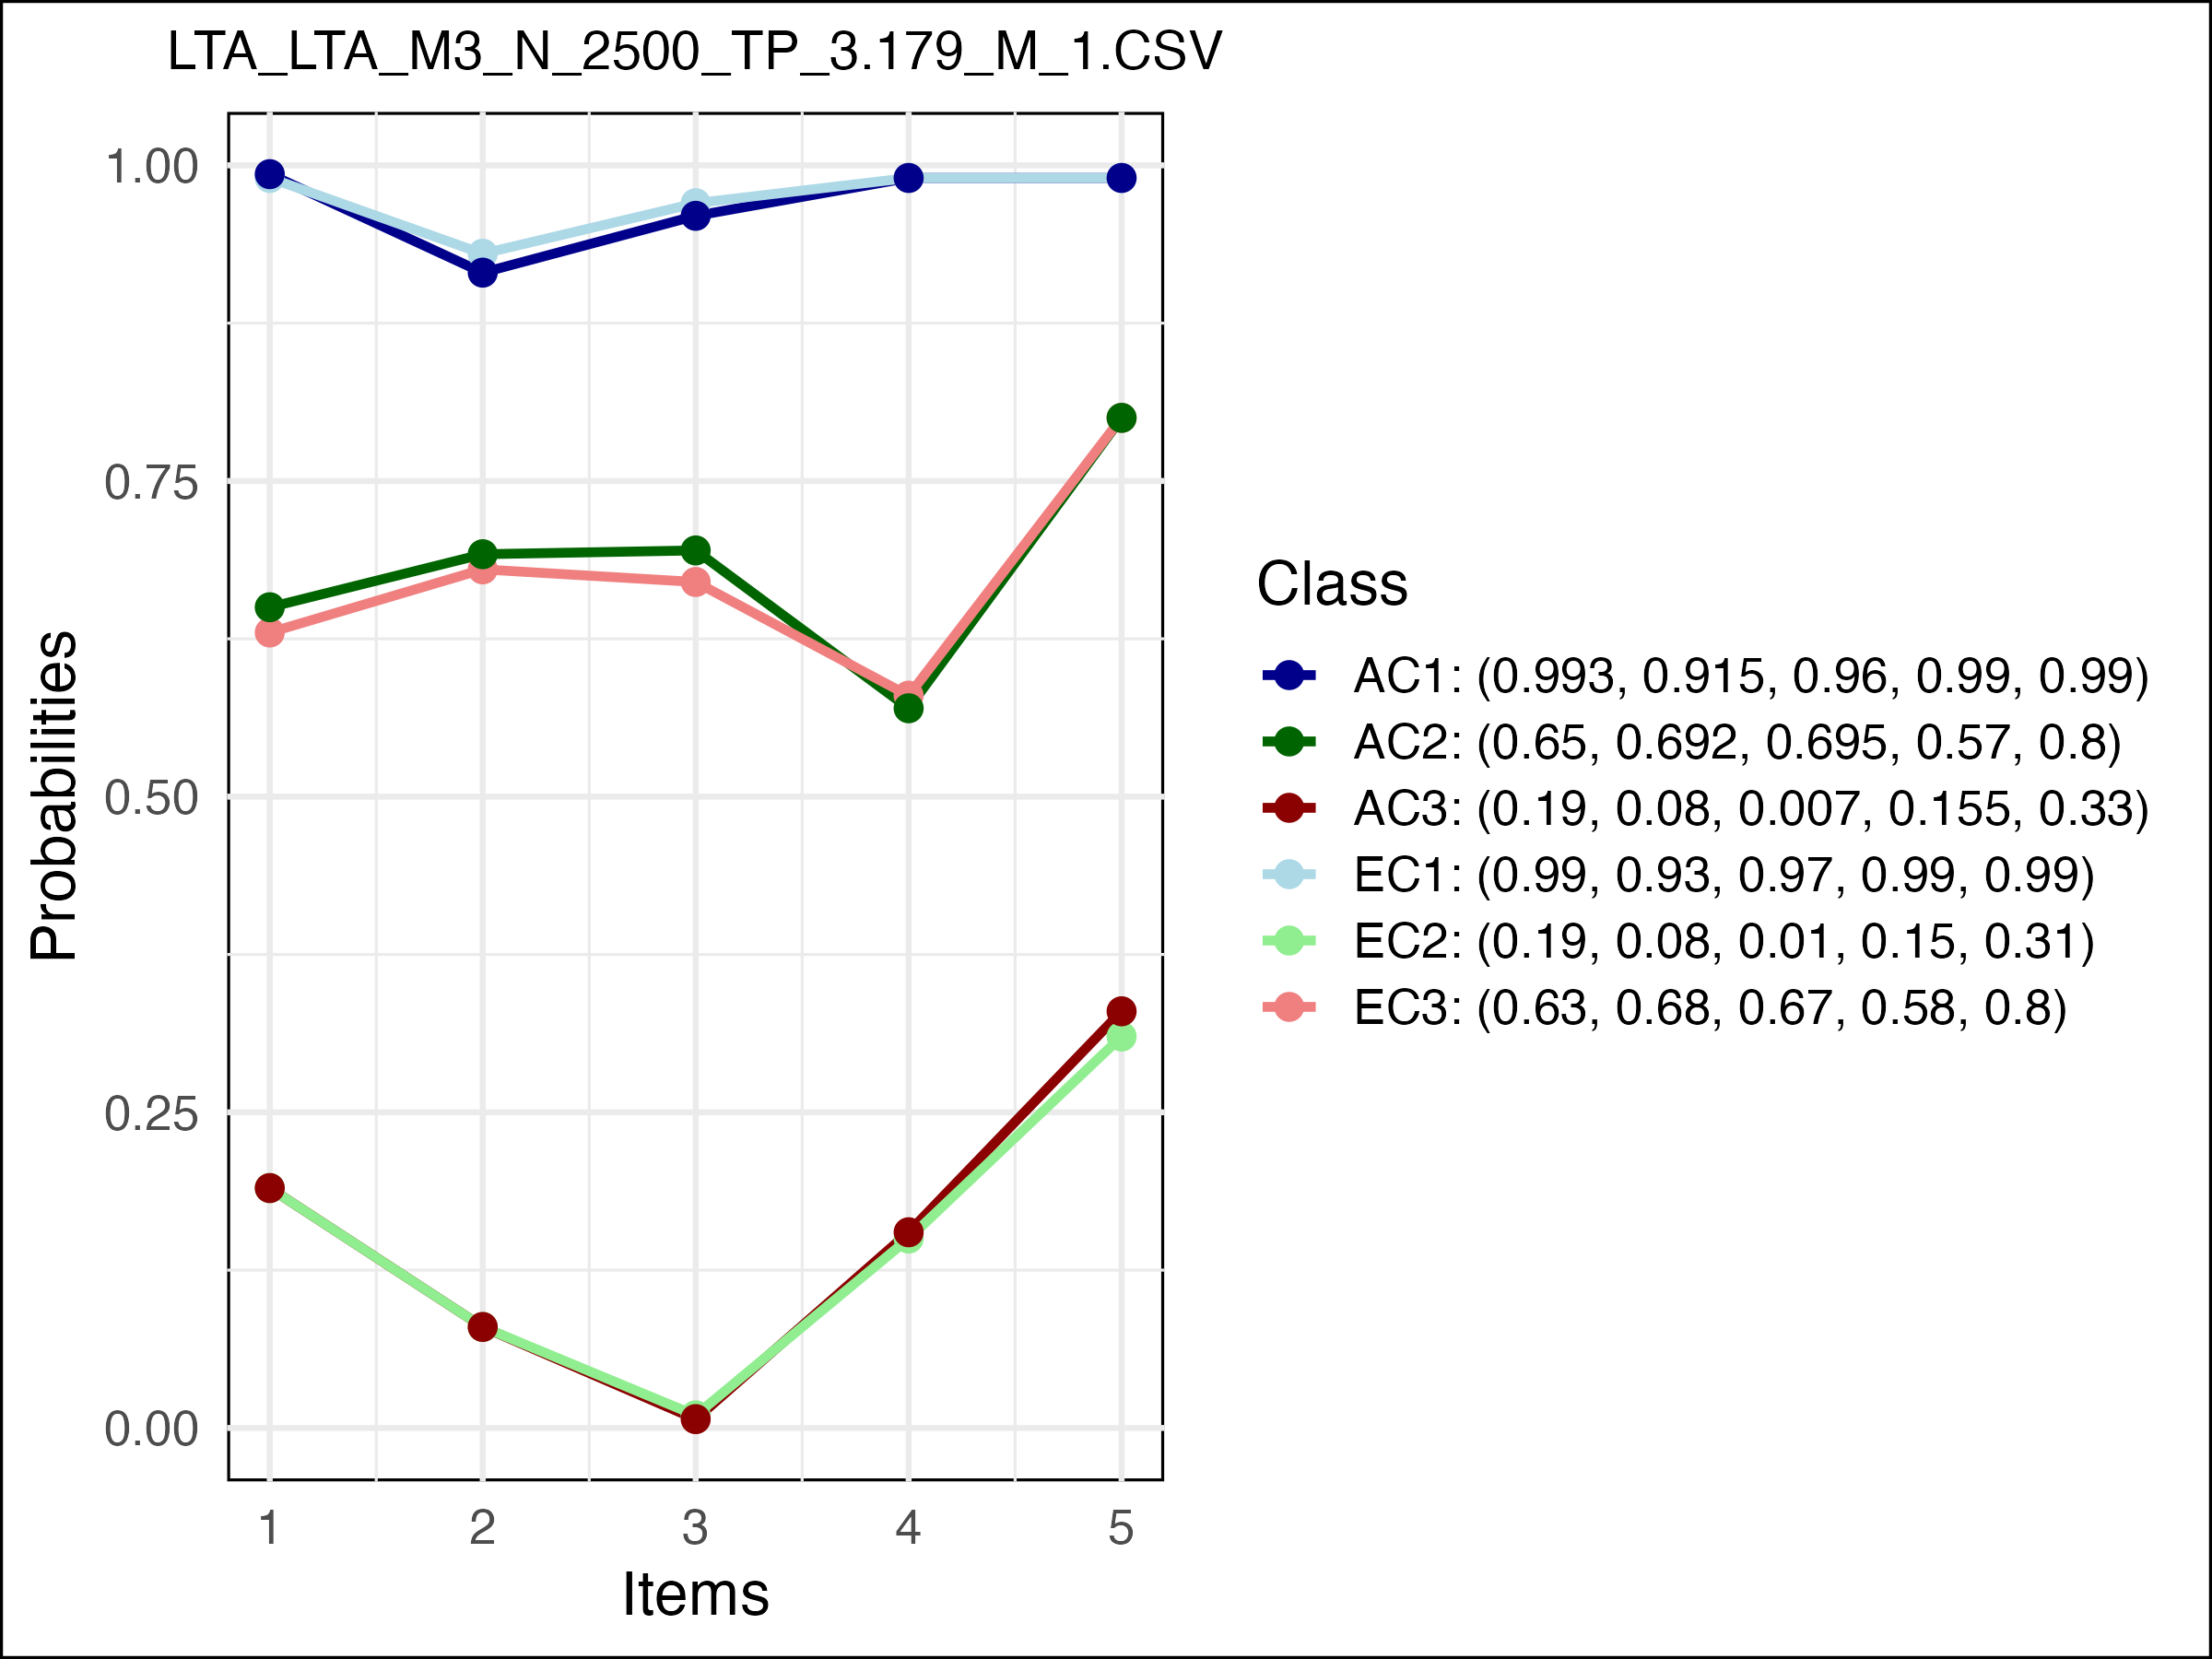 LTA_LTA_M3_N_2500_TP_3.179_M_1.CSV
1.00
0.75
0.50
0.25
0.00
Probabilities
1 2 3 4 5
Items
Class
AC1: (0.993, 0.915, 0.96, 0.99, 0.99)
AC2: (0.65, 0.692, 0.695, 0.57, 0.8)
AC3: (0.19, 0.08, 0.007, 0.155, 0.33)
EC1: (0.99, 0.93, 0.97, 0.99, 0.99)
EC2: (0.19, 0.08, 0.01, 0.15, 0.31)
EC3: (0.63, 0.68, 0.67, 0.58, 0.8)